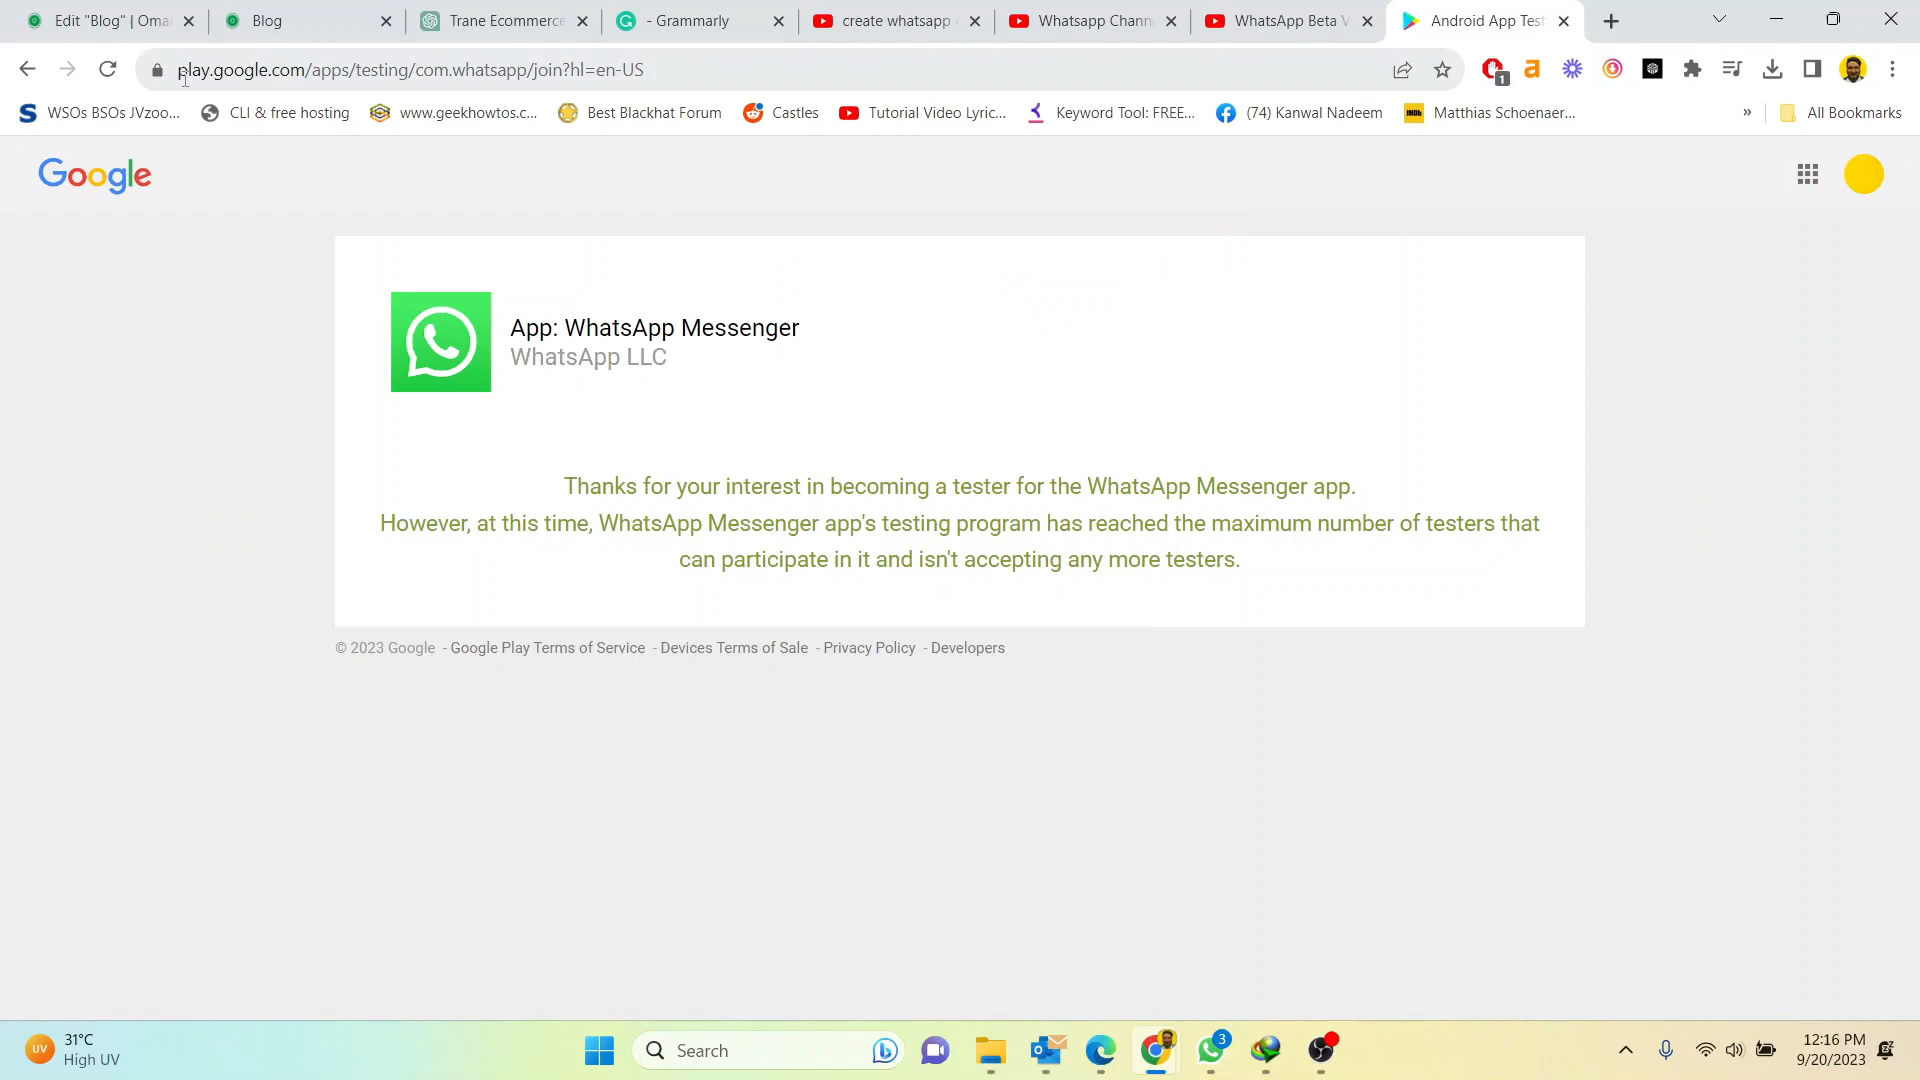 Edit "Blog" | Oma
Blog
Trane Ecommerce
- Grammarly
create whatsapp
Whatsapp Chann
WhatsApp Beta V
Android App Test
play.google.com/apps/testing/com.whatsapp/join?hl=en-US
1
WSOs BSOs JVzoo...
CLI & free hosting
www.geekhowtos.c...
Best Blackhat Forum
Castles
Tutorial Video Lyric...
Keyword Tool: FREE...
(74) Kanwal Nadeem
IMDb
Matthias Schoenaer...
»
All Bookmarks
Google
App: WhatsApp Messenger
WhatsApp LLC
Thanks for your interest in becoming a tester for the WhatsApp Messenger app.
However, at this time, WhatsApp Messenger app's testing program has reached the maximum number of testers that
can participate in it and isn't accepting any more testers.
© 2023 Google - Google Play Terms of Service - Devices Terms of Sale - Privacy Policy - Developers
UV
31°C
High UV
Search
3
12:16 PM
9/20/2023